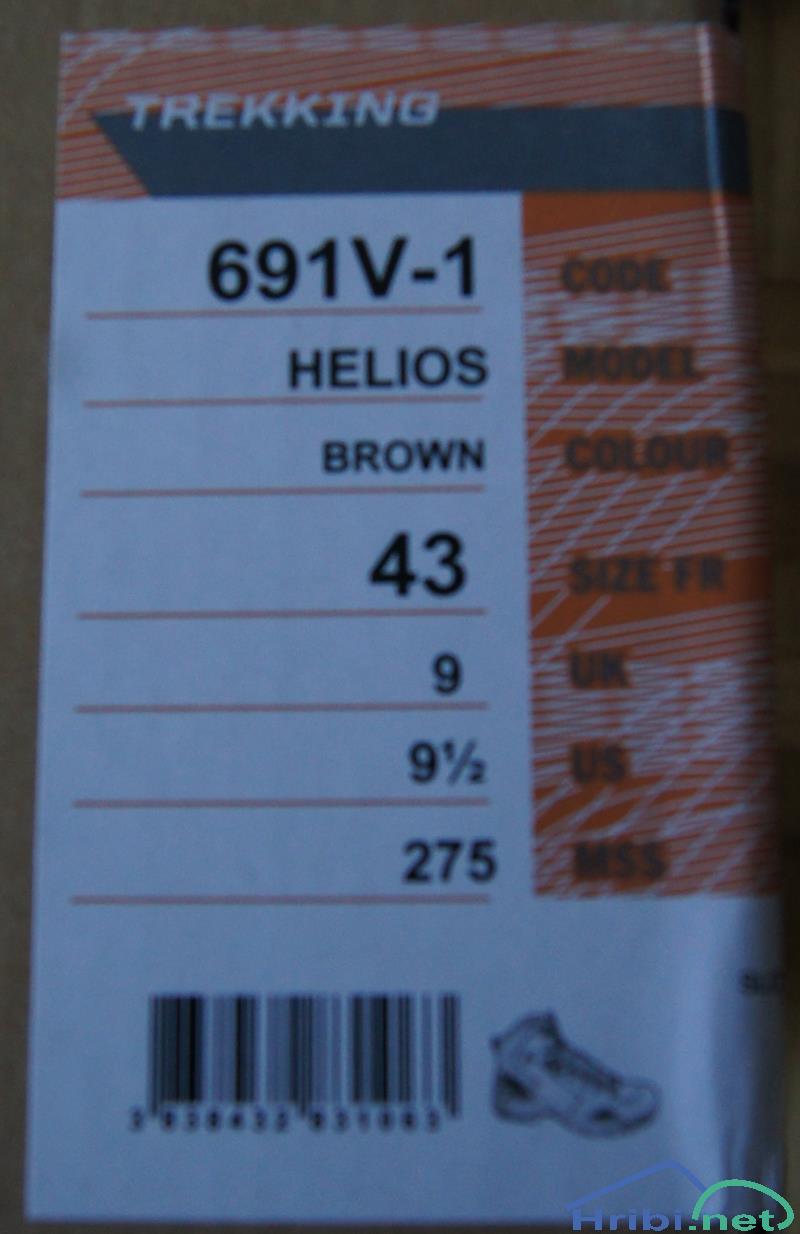 TREKKING
691V-1 CODE
HELIOS MODEL
BROWN COLOUR
43 SIZE FR
9 UK
9½ US
275 MSS
Hribi.net